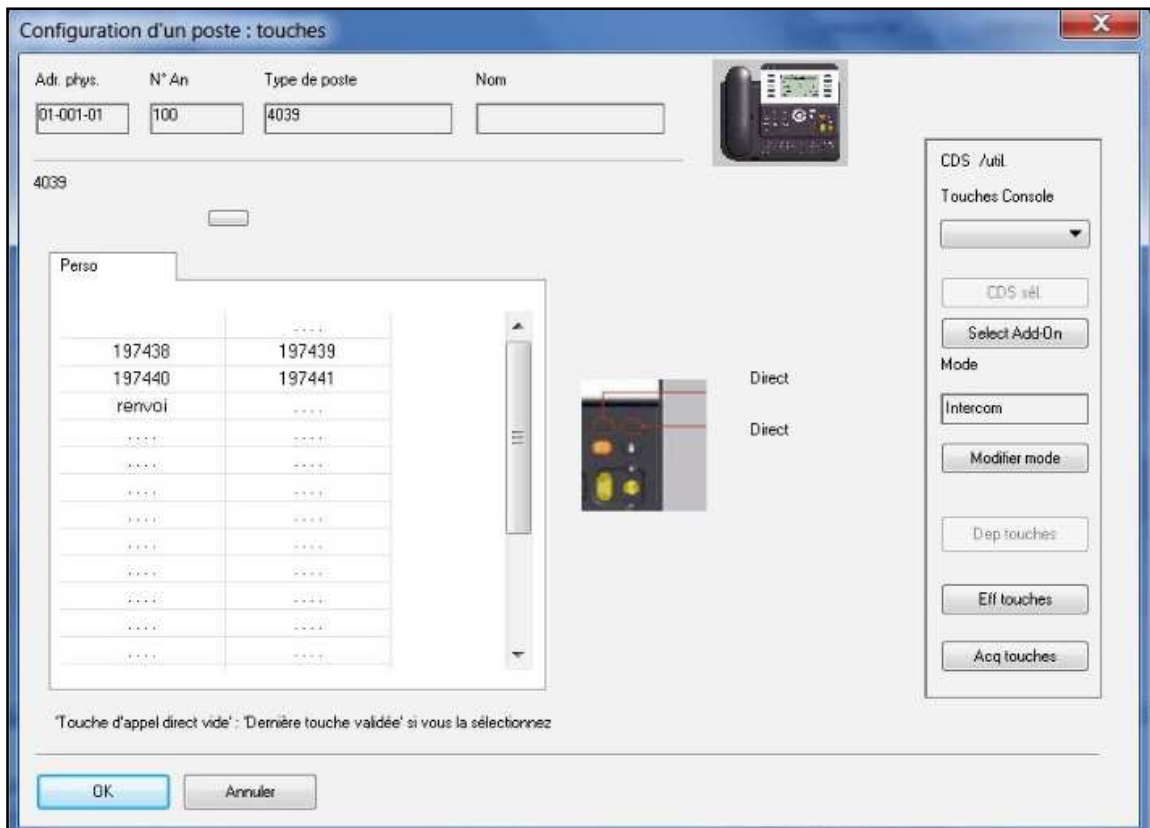 Configuration d'un poste : touches
X
Adr. phys. N° An Type de poste Nom
01-001-01 100 4039
4039
Perso
. . . .
197438 197439
197440 197441
renvoi . . . .
. . . . . . . .
. . . . . . . .
. . . . . . . .
. . . . . . . .
. . . . . . . .
. . . . . . . .
. . . . . . . .
. . . . . . . .
. . . . . . . .
Direct
Direct
CDS /util.
Touches Console
CDS sél.
Select Add-On
Mode
Intercom
Modifier mode
Dep touches
Eff touches
Acq touches
'Touche d'appel direct vide' : 'Dernière touche validée' si vous la sélectionnez
OK Annuler